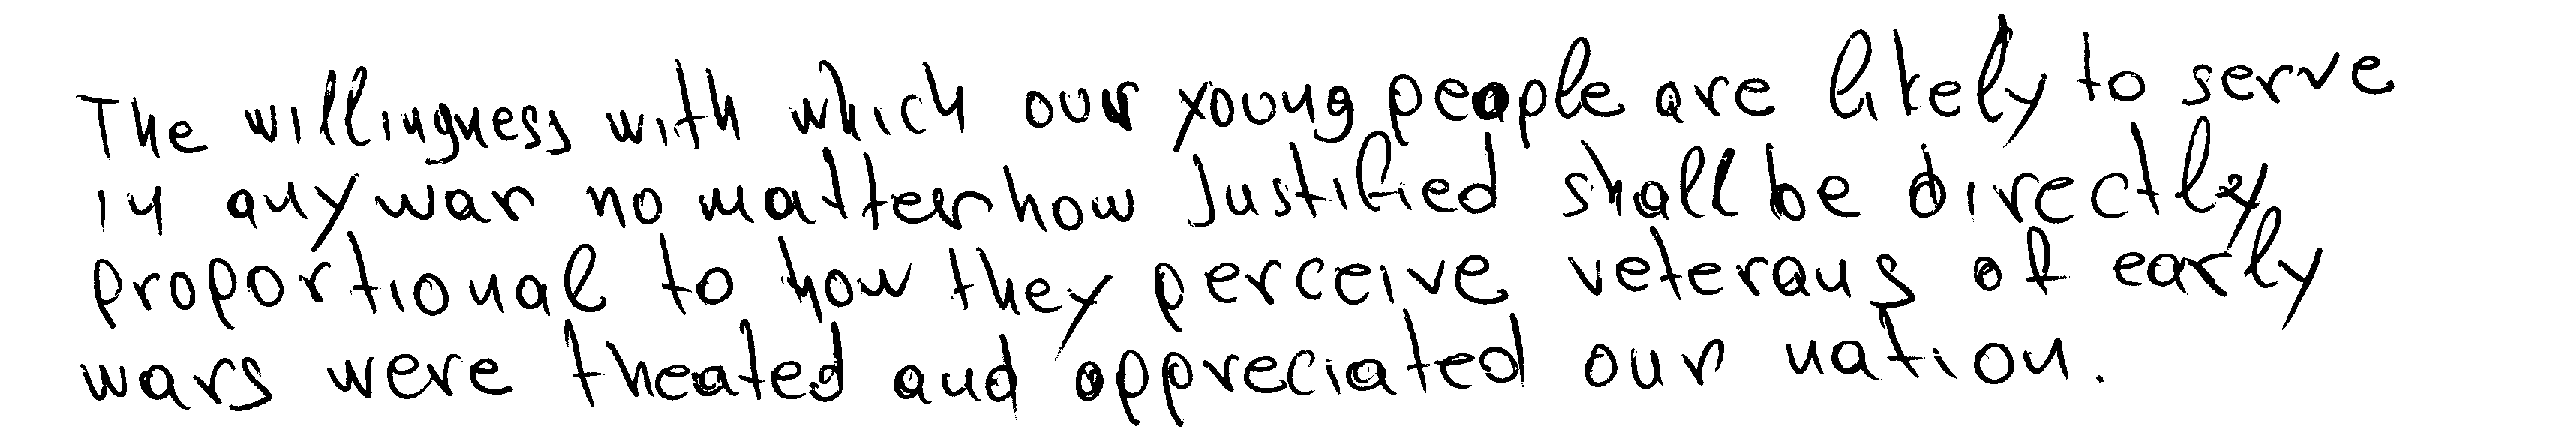 The willingness with which our young people are likely to serve
in any war no matter how Justified shall be directly
proportional to how they perceive veterans of early
wars were theated and appreciated our nation.